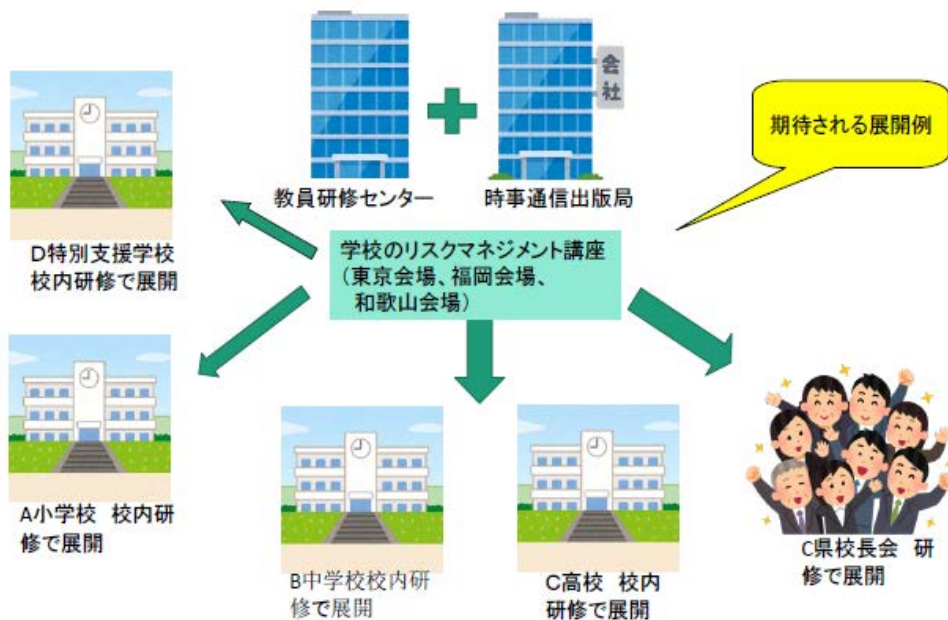 会社
期待される展開例
教員研修センター
時事通信出版局
学校のリスクマネジメント講座
(東京会場、福岡会場、
和歌山会場)
D特別支援学校
校内研修で展開
A小学校 校内研
修で展開
B中学校校内研
修で展開
C高校 校内
研修で展開
C県校長会 研
修で展開